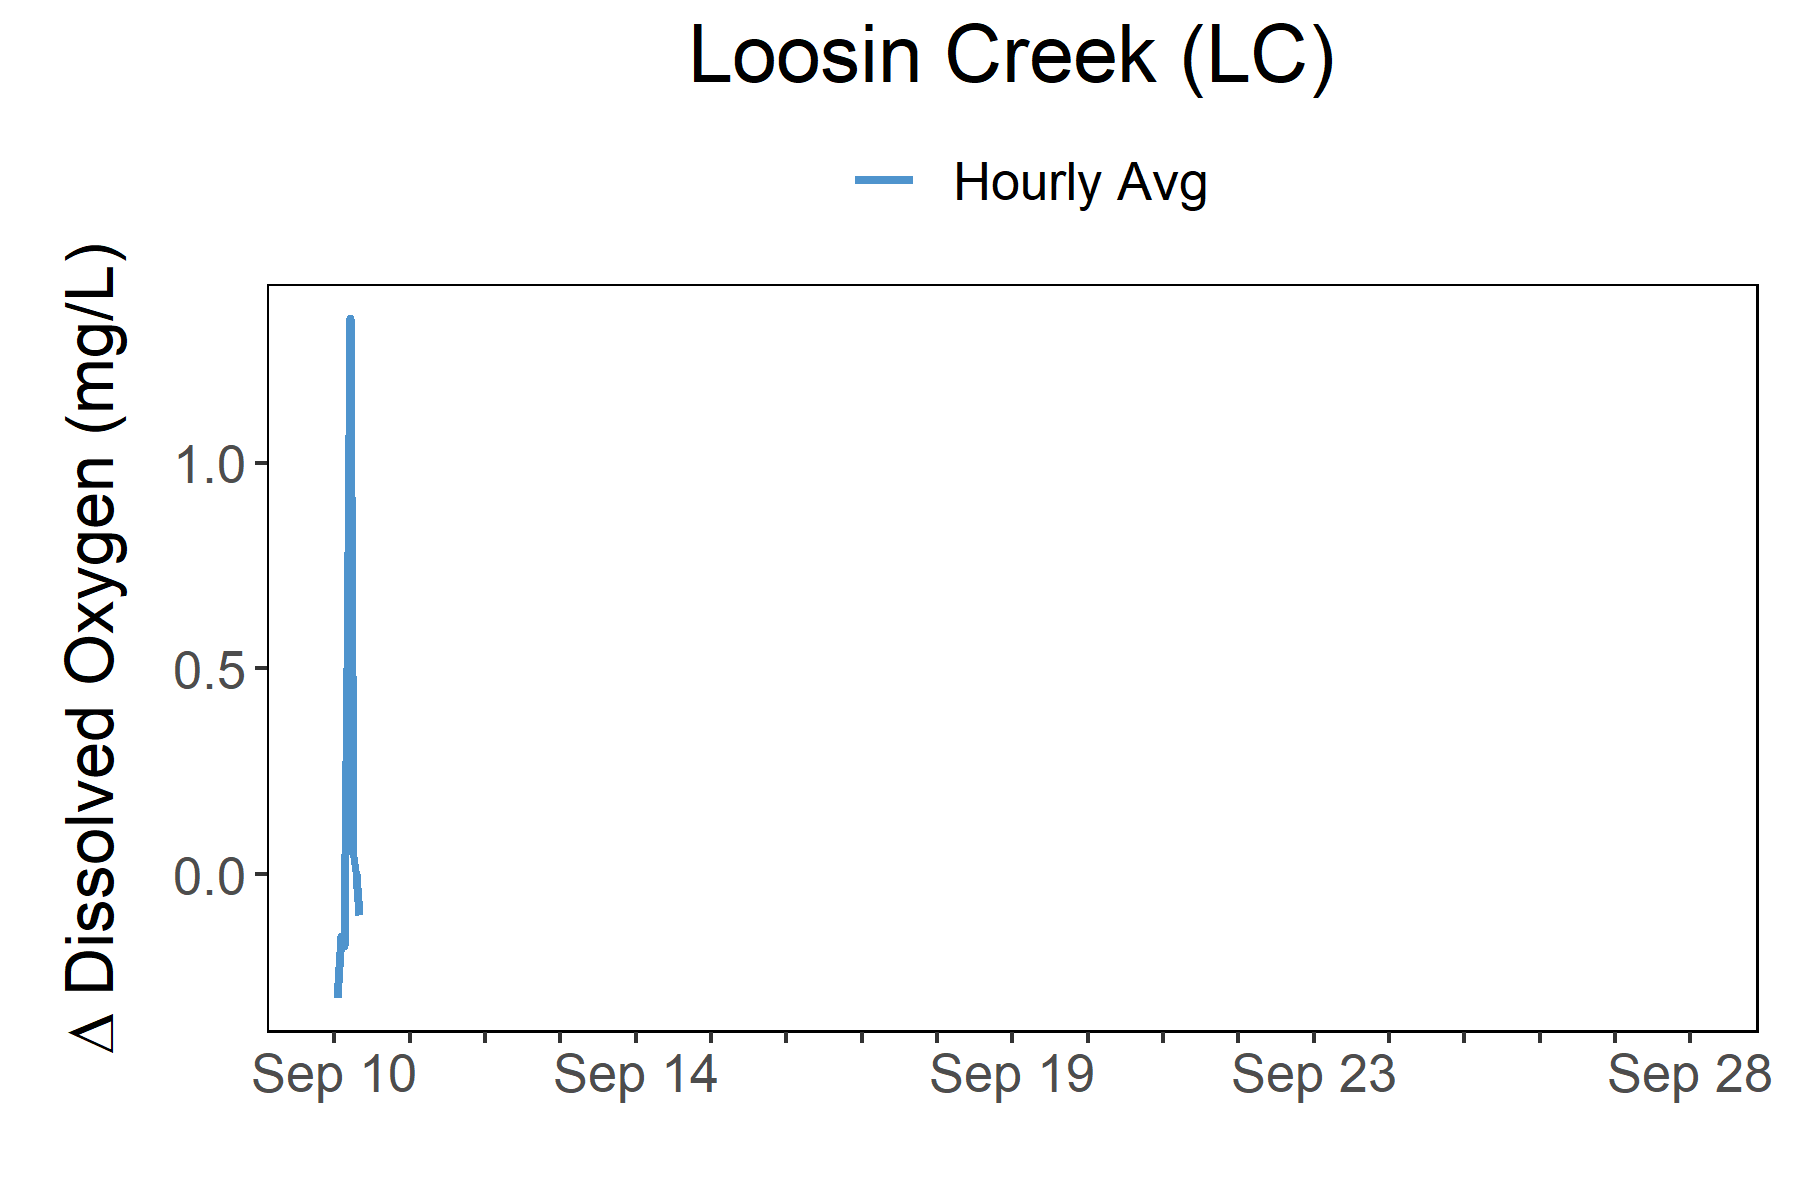 Loosin Creek (LC)
Hourly Avg
Δ Dissolved Oxygen (mg/L)
1.0
0.5
0.0
Sep 10 Sep 14 Sep 19 Sep 23 Sep 28